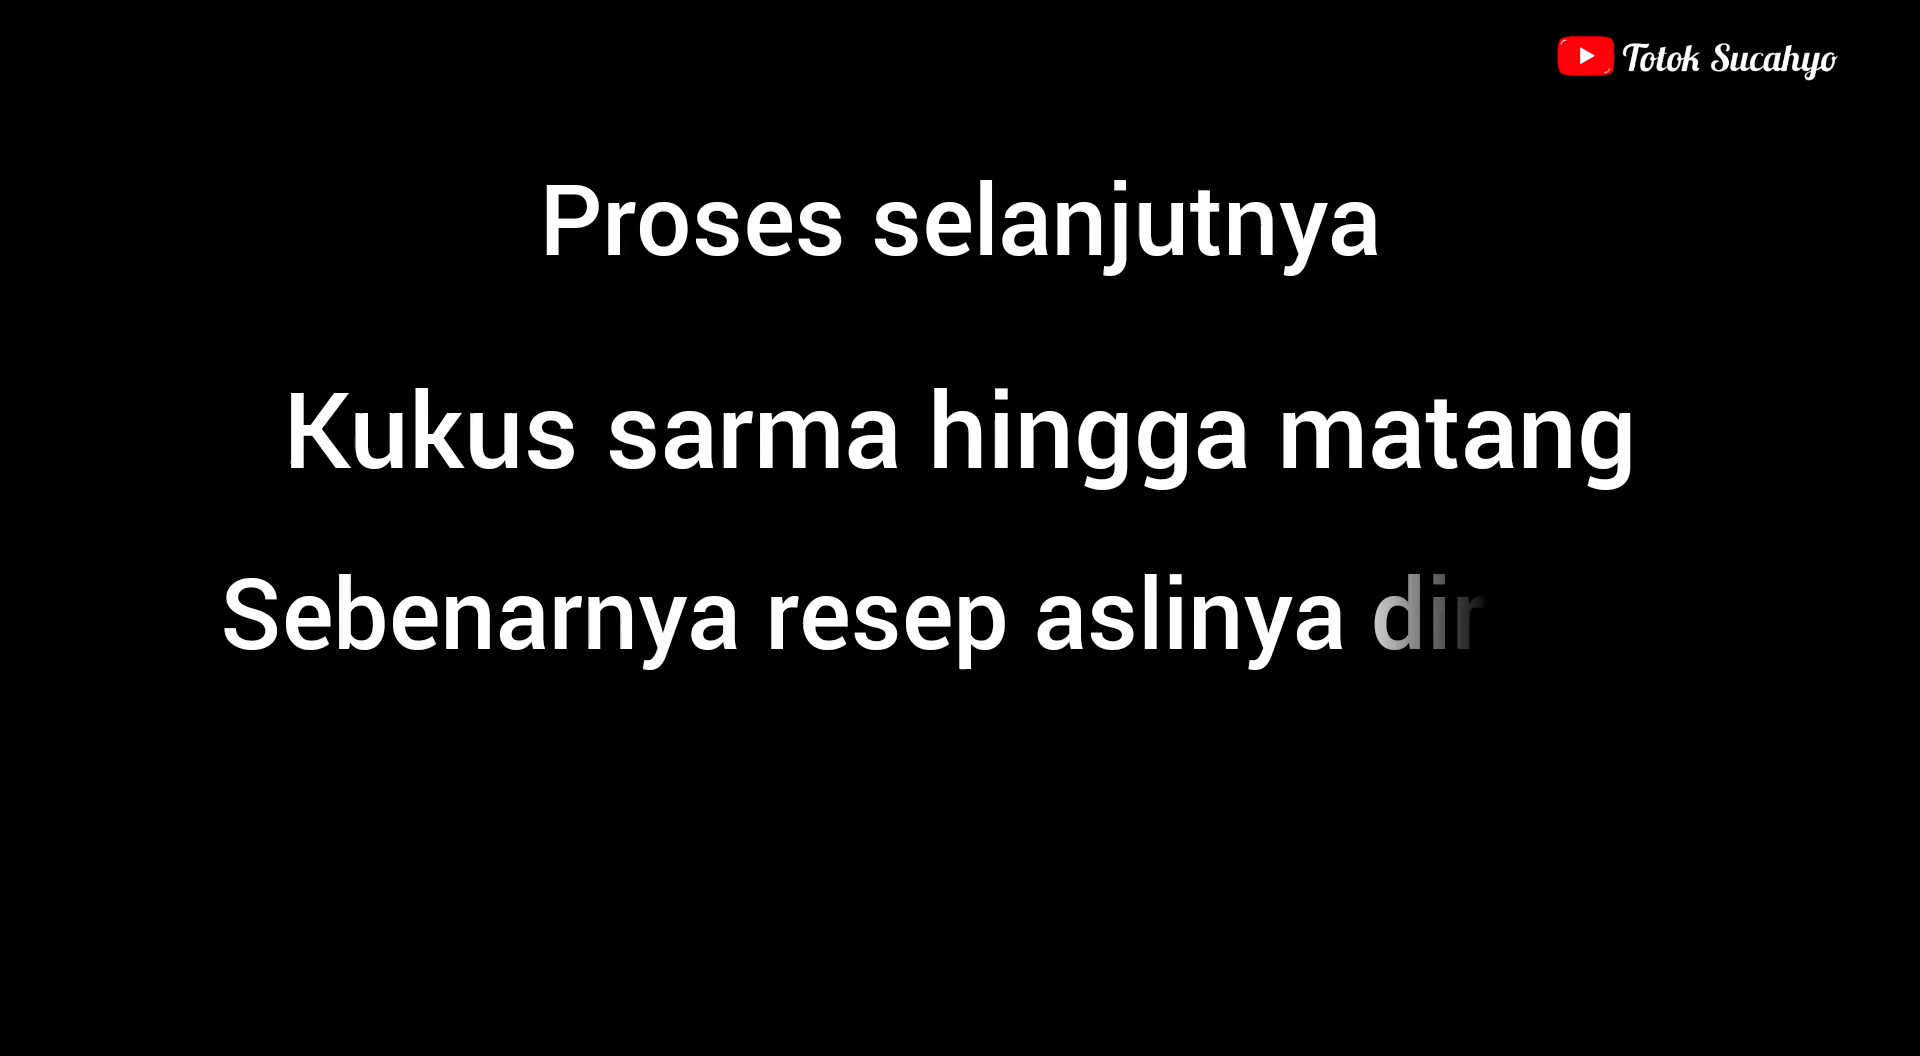 Totok Sucahyo
Proses selanjutnya
Kukus sarma hingga matang
Sebenarnya resep aslinya